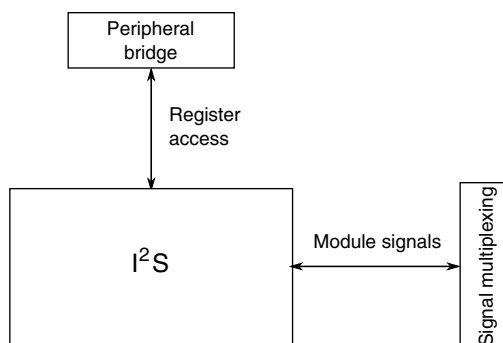 Peripheral
bridge
Register
access
I²S
Module signals
Signal multiplexing